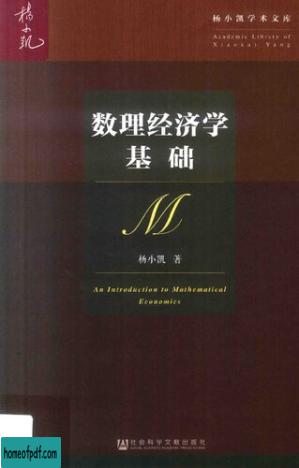 杨小凯
杨小凯学术文库
Academic Library of
Xiaokai Yang
数理经济学
基础
M
杨小凯 著
An Introduction to Mathematical
Economics
社会科学文献出版社
homeofpdf.com